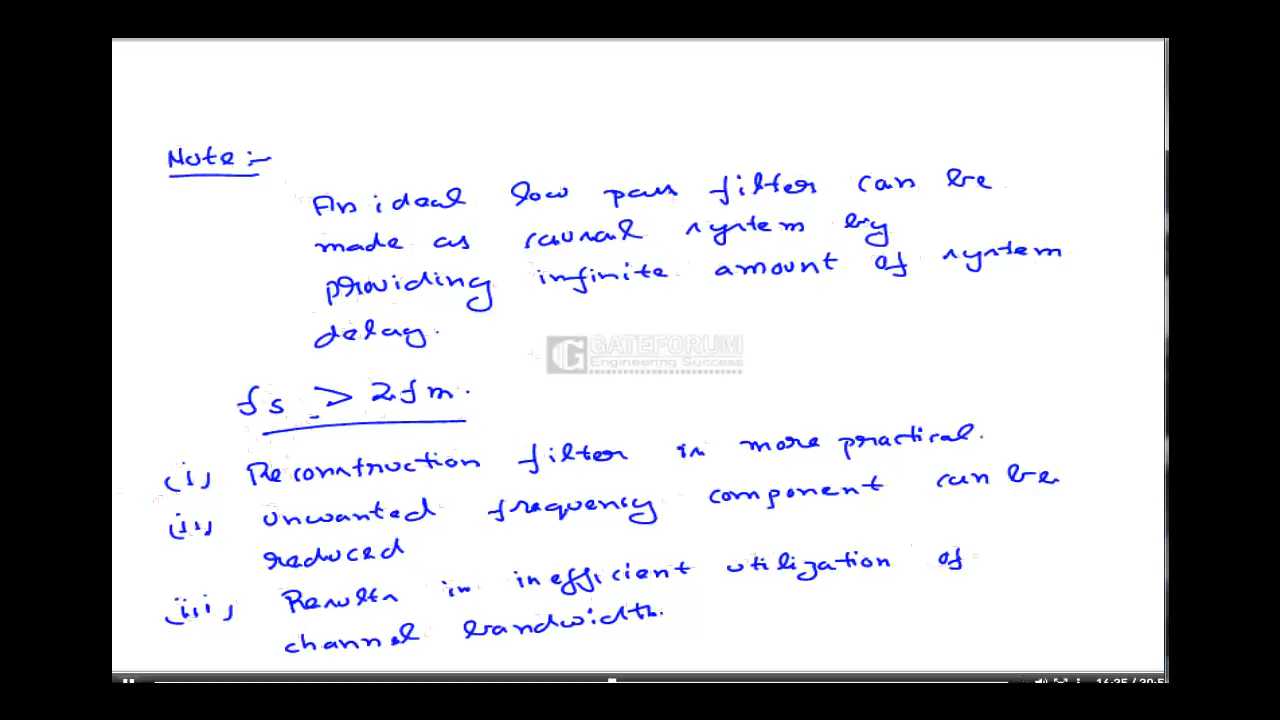 Note :-
An ideal low pass filter can be
made as causal system by
providing infinite amount of system
delay.
GATEFORUM
Engineering Success
fs > 2fm.
(i) Reconstruction filter is more practical.
(ii) unwanted frequency component can be
reduced
(iii) Results in inefficient utilization of
channel bandwidth.